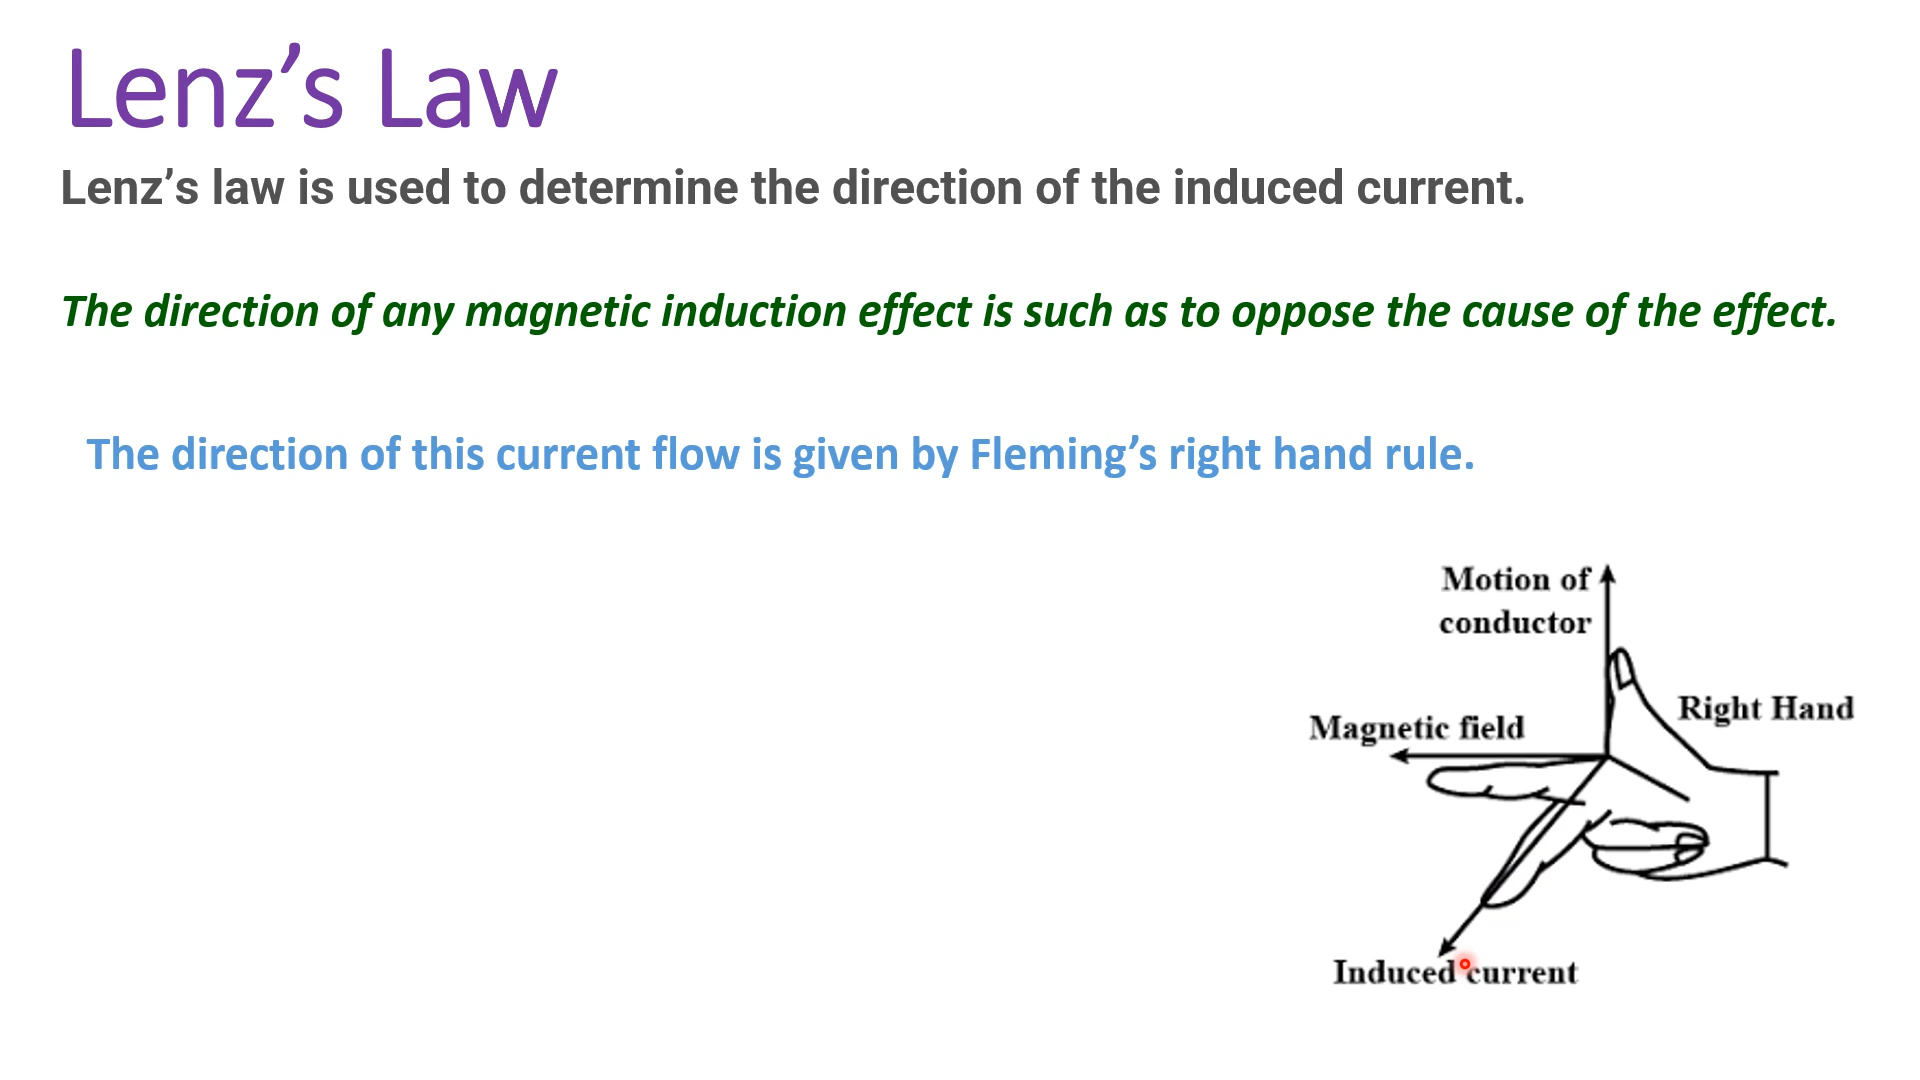 Lenz’s Law
Lenz’s law is used to determine the direction of the induced current.
The direction of any magnetic induction effect is such as to oppose the cause of the effect.
The direction of this current flow is given by Fleming’s right hand rule.
Motion of
conductor
Right Hand
Magnetic field
Induced current